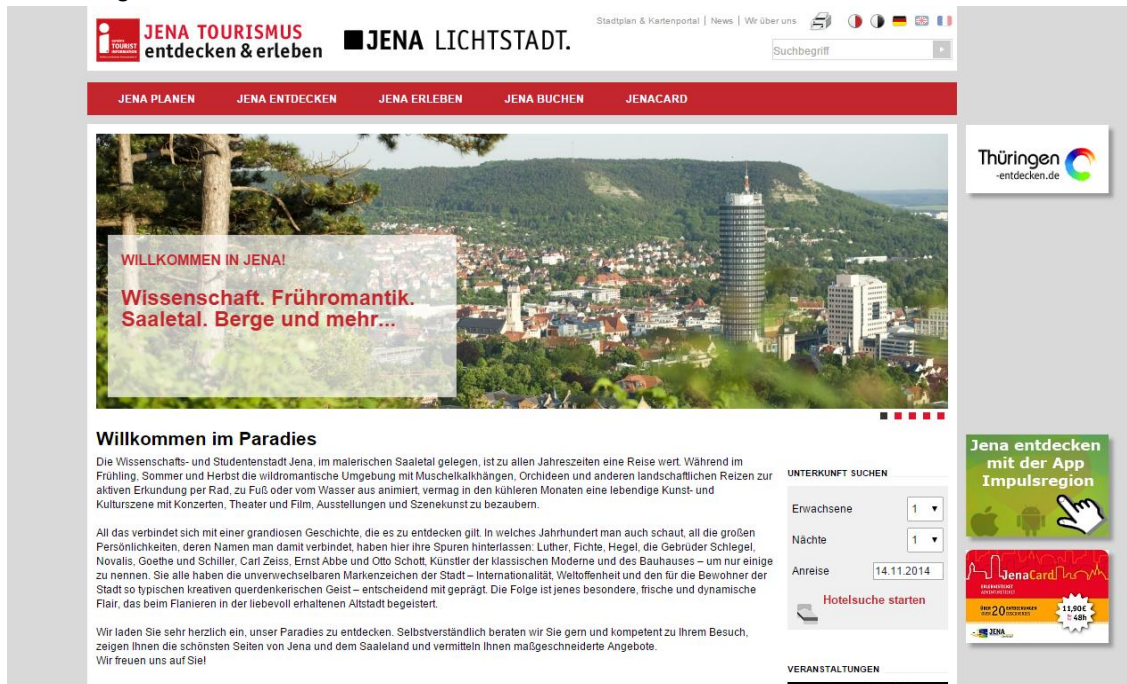 JENA TOURISMUS
entdecken & erleben
TOURIST
INFORMATION
JENA LICHTSTADT.
Stadtplan & Kartenportal | News | Wir über uns
Suchbegriff
JENA PLANEN JENA ENTDECKEN JENA ERLEBEN JENA BUCHEN JENACARD
WILLKOMMEN IN JENA!
Wissenschaft. Frühromantik.
Saaletal. Berge und mehr...
Thüringen
-entdecken.de
Willkommen im Paradies
Die Wissenschafts- und Studentenstadt Jena, im malerischen Saaletal gelegen, ist zu allen Jahreszeiten eine Reise wert. Während im
Frühling, Sommer und Herbst die wildromantische Umgebung mit Muschelkalkhängen, Orchideen und anderen landschaftlichen Reizen zur
aktiven Erkundung per Rad, zu Fuß oder vom Wasser aus animiert, vermag in den kühleren Monaten eine lebendige Kunst- und
Kulturszene mit Konzerten, Theater und Film, Ausstellungen und Szenekunst zu bezaubern.
All das verbindet sich mit einer grandiosen Geschichte, die es zu entdecken gilt. In welches Jahrhundert man auch schaut, all die großen
Persönlichkeiten, deren Namen man damit verbindet, haben hier ihre Spuren hinterlassen: Luther, Fichte, Hegel, die Gebrüder Schlegel,
Novalis, Goethe und Schiller, Carl Zeiss, Ernst Abbe und Otto Schott, Künstler der klassischen Moderne und des Bauhauses – um nur einige
zu nennen. Sie alle haben die unverwechselbaren Markenzeichen der Stadt – Internationalität, Weltoffenheit und den für die Bewohner der
Stadt so typischen kreativen querdenkerischen Geist – entscheidend mit geprägt. Die Folge ist jenes besondere, frische und dynamische
Flair, das beim Flanieren in der liebevoll erhaltenen Altstadt begeistert.
Wir laden Sie sehr herzlich ein, unser Paradies zu entdecken. Selbstverständlich beraten wir Sie gern und kompetent zu Ihrem Besuch,
zeigen Ihnen die schönsten Seiten von Jena und dem Saaleland und vermitteln Ihnen maßgeschneiderte Angebote.
Wir freuen uns auf Sie!
UNTERKUNFT SUCHEN
Erwachsene 1
Nächte 1
Anreise 14.11.2014
Hotelsuche starten
VERANSTALTUNGEN
Jena entdecken
mit der App
Impulsregion
JenaCard
ERLEBNISTICKET
ADVENTURETICKET
ÜBER 20 ENTDECKUNGEN
OVER 20 DISCOVERIES
11,90€
48h
JENA